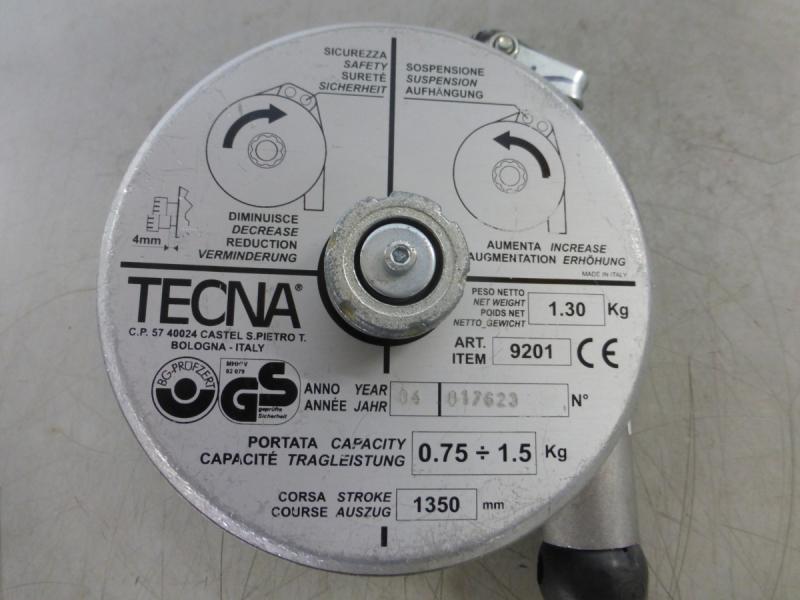 SICUREZZA
SAFETY
SURETÉ
SICHERHEIT
SOSPENSIONE
SUSPENSION
AUFHÄNGUNG
4mm
DIMINUISCE
DECREASE
REDUCTION
VERMINDERUNG
AUMENTA INCREASE
AUGMENTATION ERHÖHUNG
MADE IN ITALY
TECNA®
C.P. 57 40024 CASTEL S.PIETRO T.
BOLOGNA - ITALY
PESO NETTO
NET WEIGHT
POIDS NET
NETTO GEWICHT
1.30 Kg
ART.
ITEM
9201 CE
BG-PRÜFZERT
GS
geprüfte
Sicherheit
ANNO YEAR
ANNÉE JAHR
04 017623 N°
PORTATA CAPACITY
CAPACITÉ TRAGLEISTUNG
0.75 ÷ 1.5 Kg
CORSA STROKE
COURSE AUSZUG
1350 mm